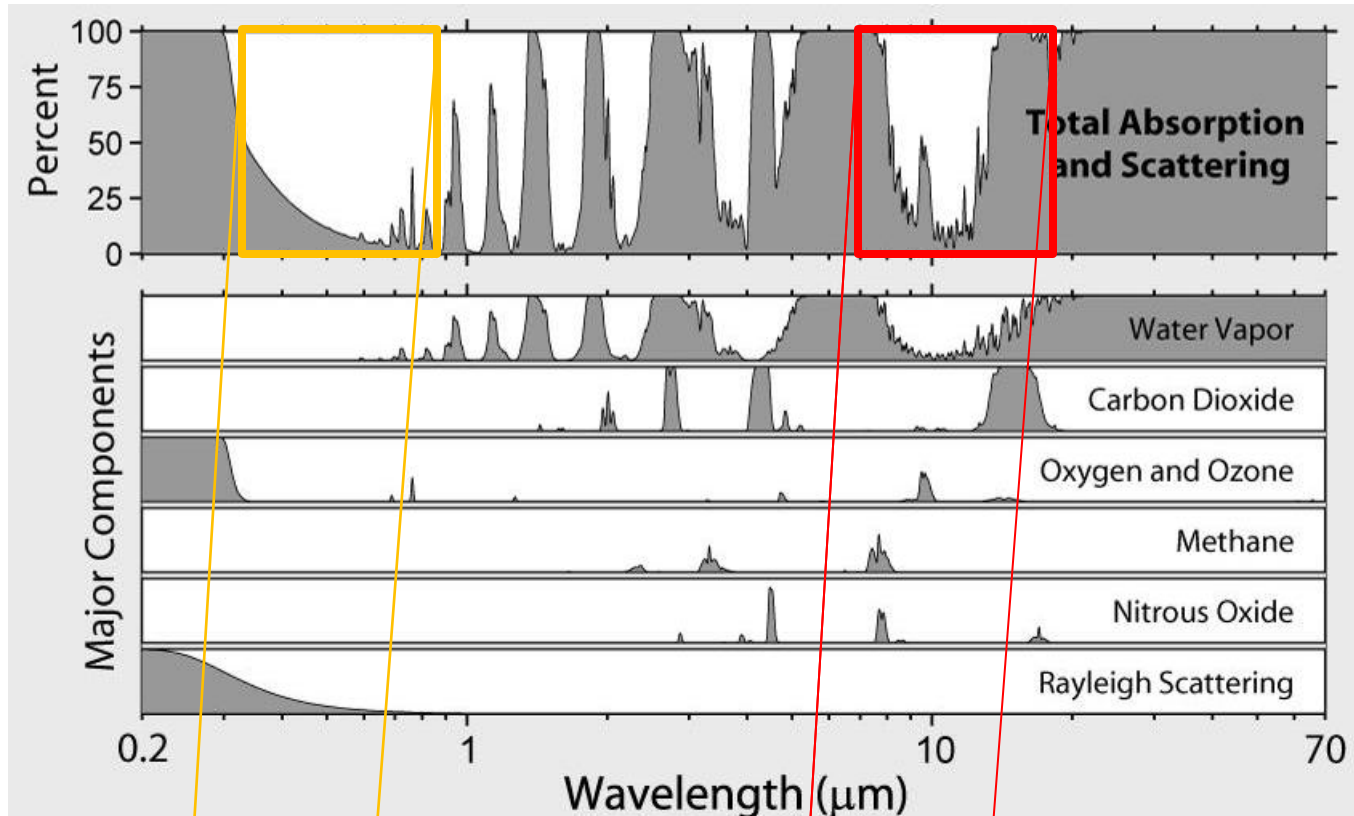 100
75
50
25
0
Percent
Total Absorption
and Scattering
Major Components
Water Vapor
Carbon Dioxide
Oxygen and Ozone
Methane
Nitrous Oxide
Rayleigh Scattering
0.2 1 10 70
Wavelength (μm)